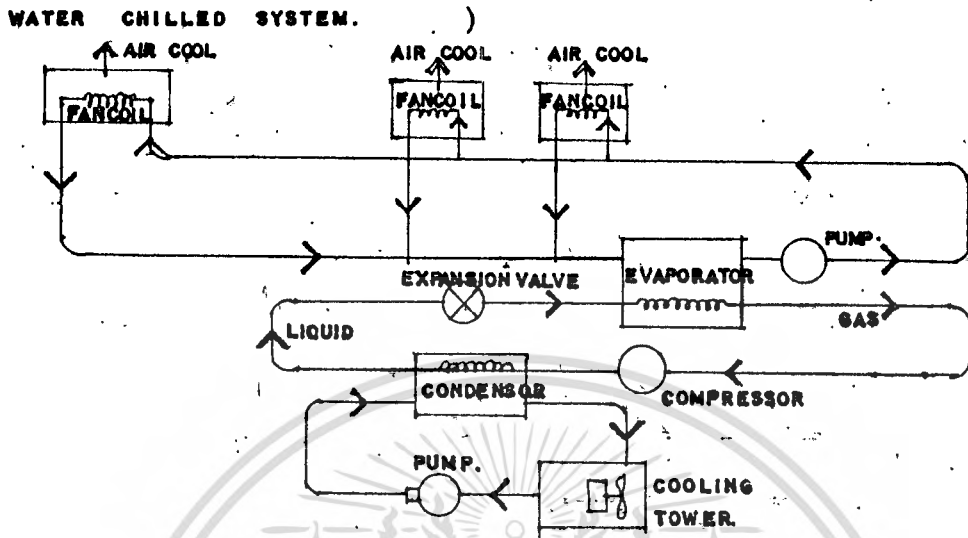 WATER CHILLED SYSTEM. )
AIR COOL
AIR COOL
AIR COOL
FANCOIL
FANCOIL
FANCOIL
PUMP.
EXPANSION VALVE
EVAPORATOR
LIQUID
GAS
CONDENSOR
COMPRESSOR
PUMP.
COOLING
TOWER.